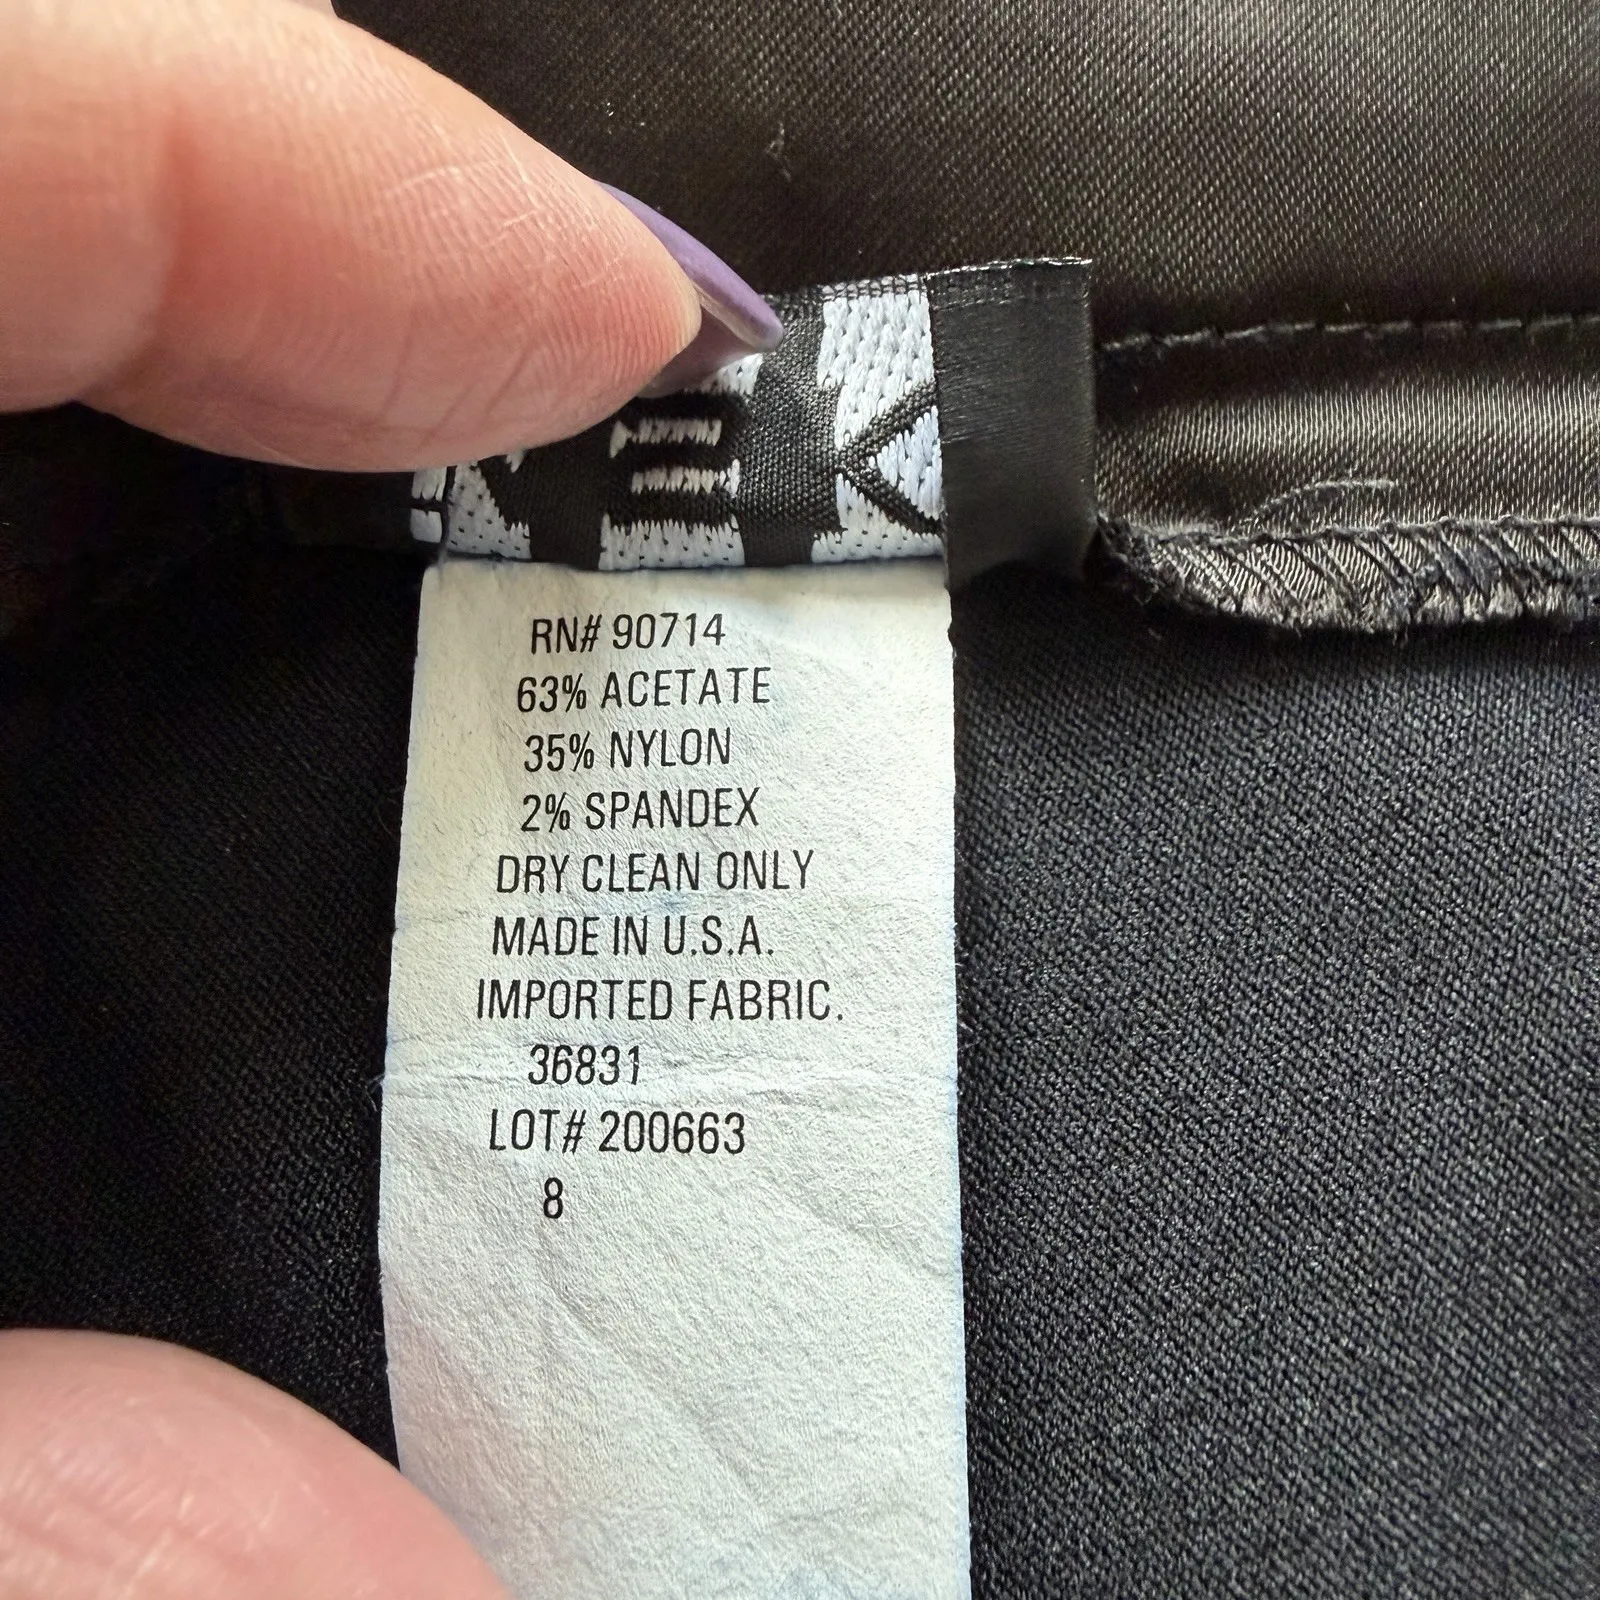 RN# 90714
63% ACETATE
35% NYLON
2% SPANDEX
DRY CLEAN ONLY
MADE IN U.S.A.
IMPORTED FABRIC.
36831
LOT# 200663
8